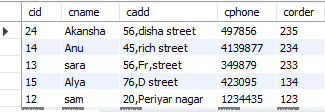 cid cname cadd cphone corder
24 Akansha 56,disha street 497856 235
14 Anu 45,rich street 4139877 234
13 sara 56,Fr,street 349879 233
15 Alya 76,D street 423095 134
12 sam 20,Periyar nagar 1234435 123